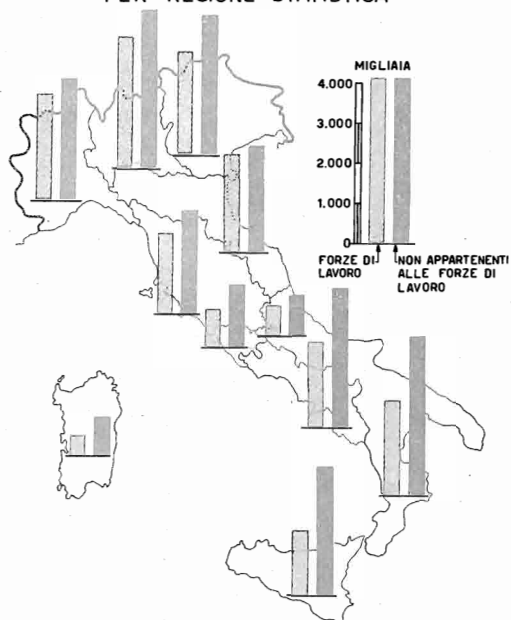 PER REGIONE STATISTICA
MIGLIAIA
4.000
3.000
2.000
1.000
0
FORZE DI
LAVORO
NON APPARTENENTI
ALLE FORZE DI
LAVORO